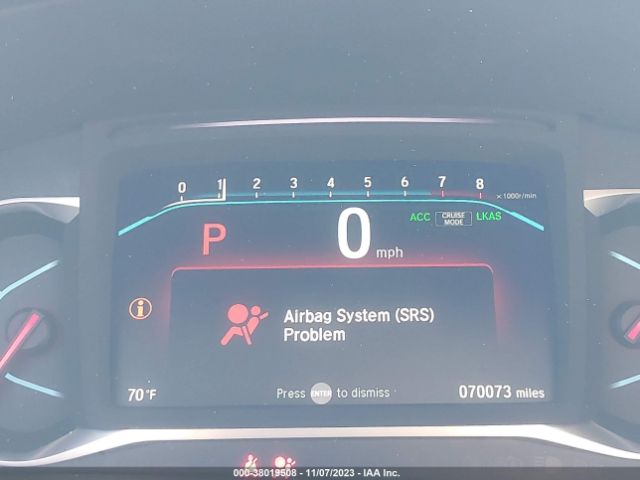 0 1 2 3 4 5 6 7 8 ×1000r/min
P 0 mph ACC CRUISE MODE LKAS
i
Airbag System (SRS)
Problem
70°F Press ENTER to dismiss 070073 miles
000-38019508 - 11/07/2023 - IAA Inc.